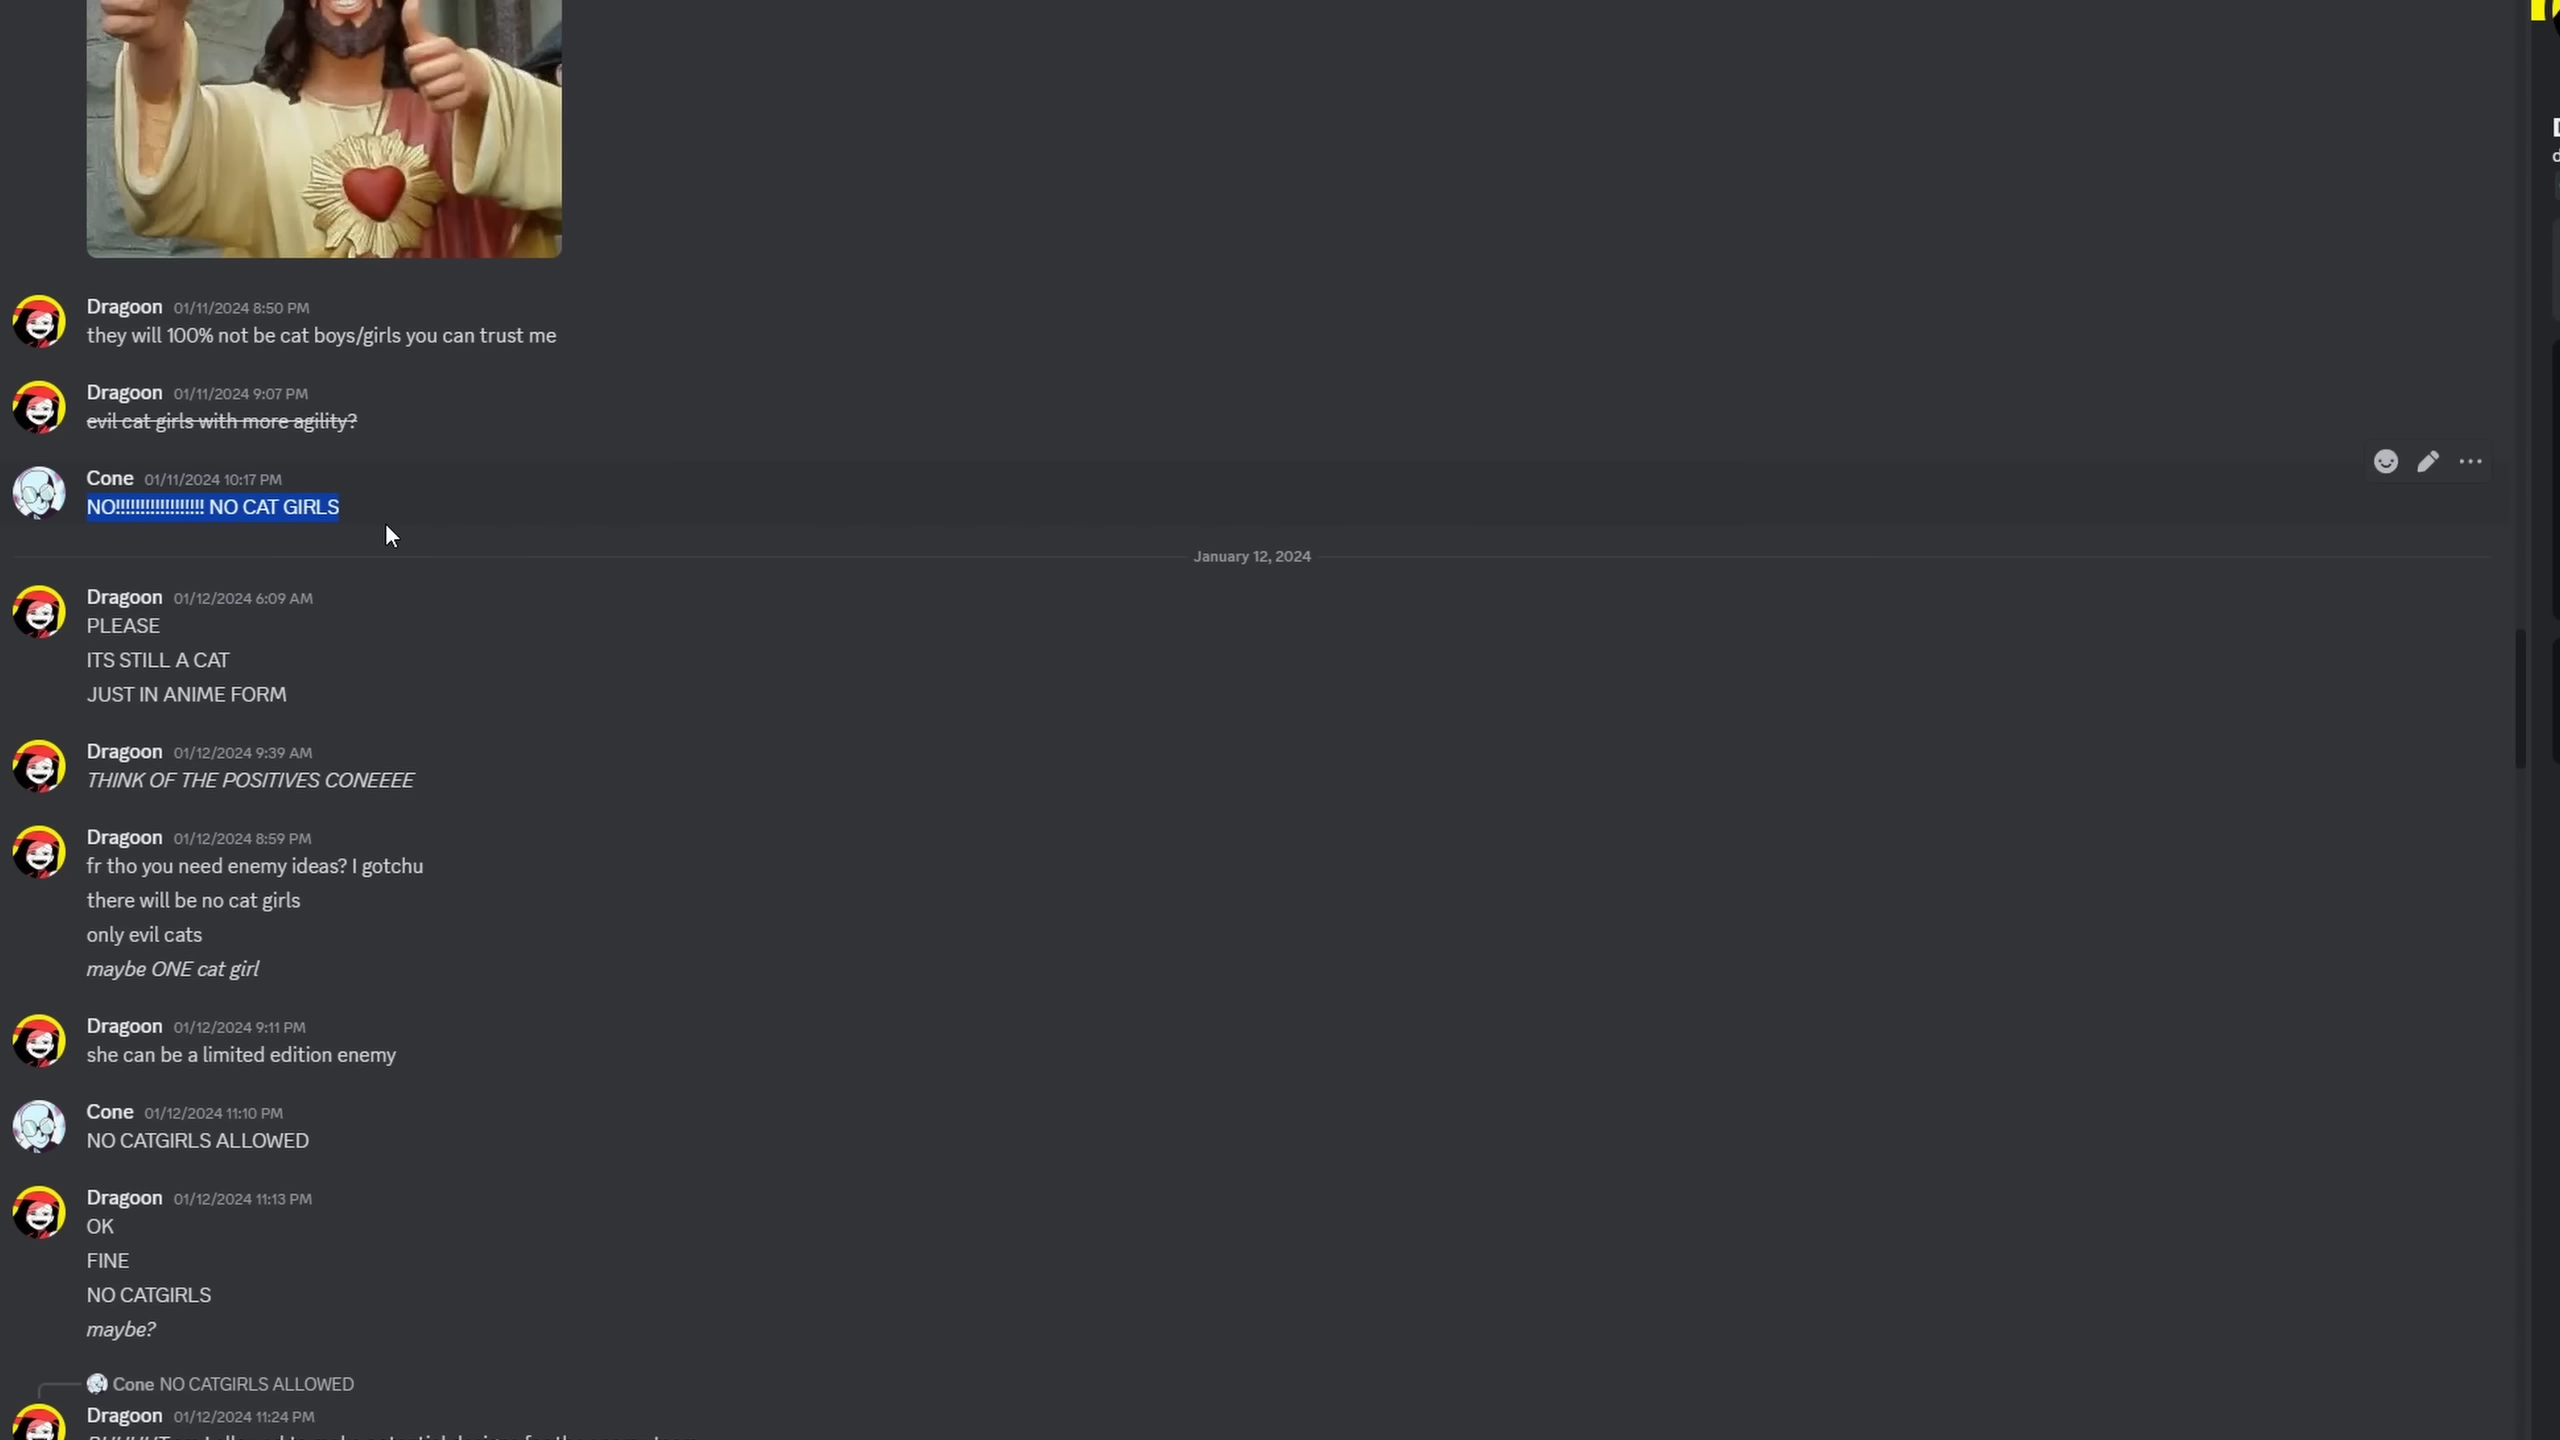 Dragoon 01/11/2024 8:50 PM
they will 100% not be cat boys/girls you can trust me
Dragoon 01/11/2024 9:07 PM
evil cat girls with more agility?
Cone 01/11/2024 10:17 PM
NO!!!!!!!!!!!!!!!!!! NO CAT GIRLS
January 12, 2024
Dragoon 01/12/2024 6:09 AM
PLEASE
ITS STILL A CAT
JUST IN ANIME FORM
Dragoon 01/12/2024 9:39 AM
THINK OF THE POSITIVES CONEEEE
Dragoon 01/12/2024 8:59 PM
fr tho you need enemy ideas? I gotchu
there will be no cat girls
only evil cats
maybe ONE cat girl
Dragoon 01/12/2024 9:11 PM
she can be a limited edition enemy
Cone 01/12/2024 11:10 PM
NO CATGIRLS ALLOWED
Dragoon 01/12/2024 11:13 PM
OK
FINE
NO CATGIRLS
maybe?
Cone NO CATGIRLS ALLOWED
Dragoon 01/12/2024 11:24 PM